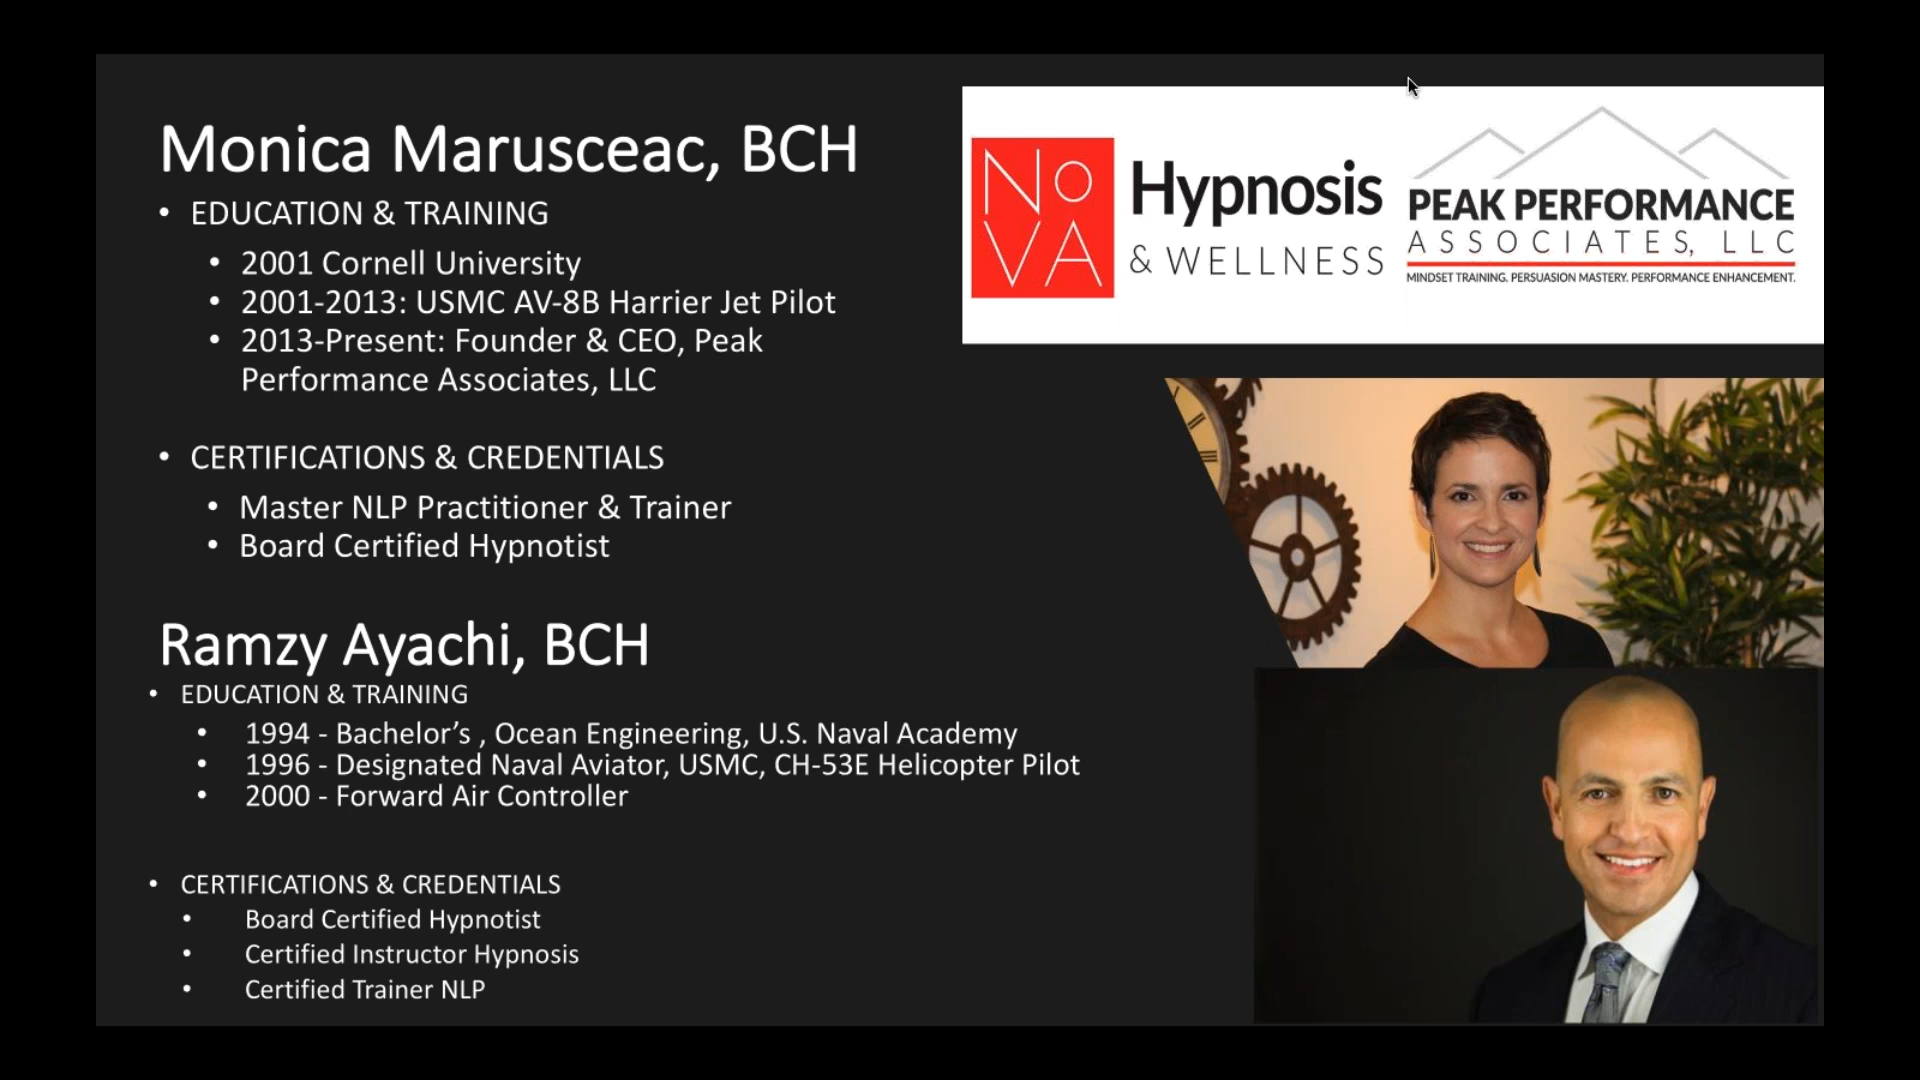 Monica Marusceac, BCH
• EDUCATION & TRAINING
• 2001 Cornell University
• 2001-2013: USMC AV-8B Harrier Jet Pilot
• 2013-Present: Founder & CEO, Peak
Performance Associates, LLC
• CERTIFICATIONS & CREDENTIALS
• Master NLP Practitioner & Trainer
• Board Certified Hypnotist
Ramzy Ayachi, BCH
• EDUCATION & TRAINING
• 1994 - Bachelor’s , Ocean Engineering, U.S. Naval Academy
• 1996 - Designated Naval Aviator, USMC, CH-53E Helicopter Pilot
• 2000 - Forward Air Controller
• CERTIFICATIONS & CREDENTIALS
• Board Certified Hypnotist
• Certified Instructor Hypnosis
• Certified Trainer NLP
No
VA
Hypnosis
& WELLNESS
PEAK PERFORMANCE
ASSOCIATES, LLC
MINDSET TRAINING. PERSUASION MASTERY. PERFORMANCE ENHANCEMENT.